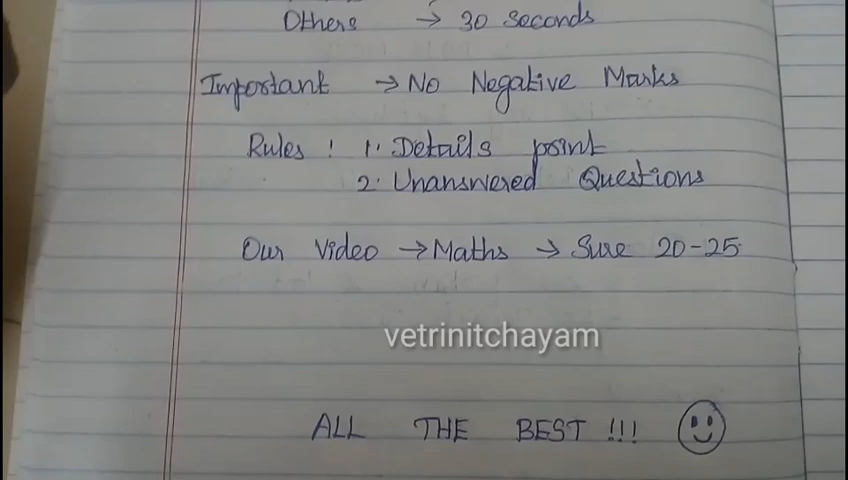 Others → 30 Seconds
Important → No Negative Marks
Rules : 1. Details point
2. Unanswered Questions
Our Video → Maths → Sure 20-25.
vetrinitchayam
ALL THE BEST !!!